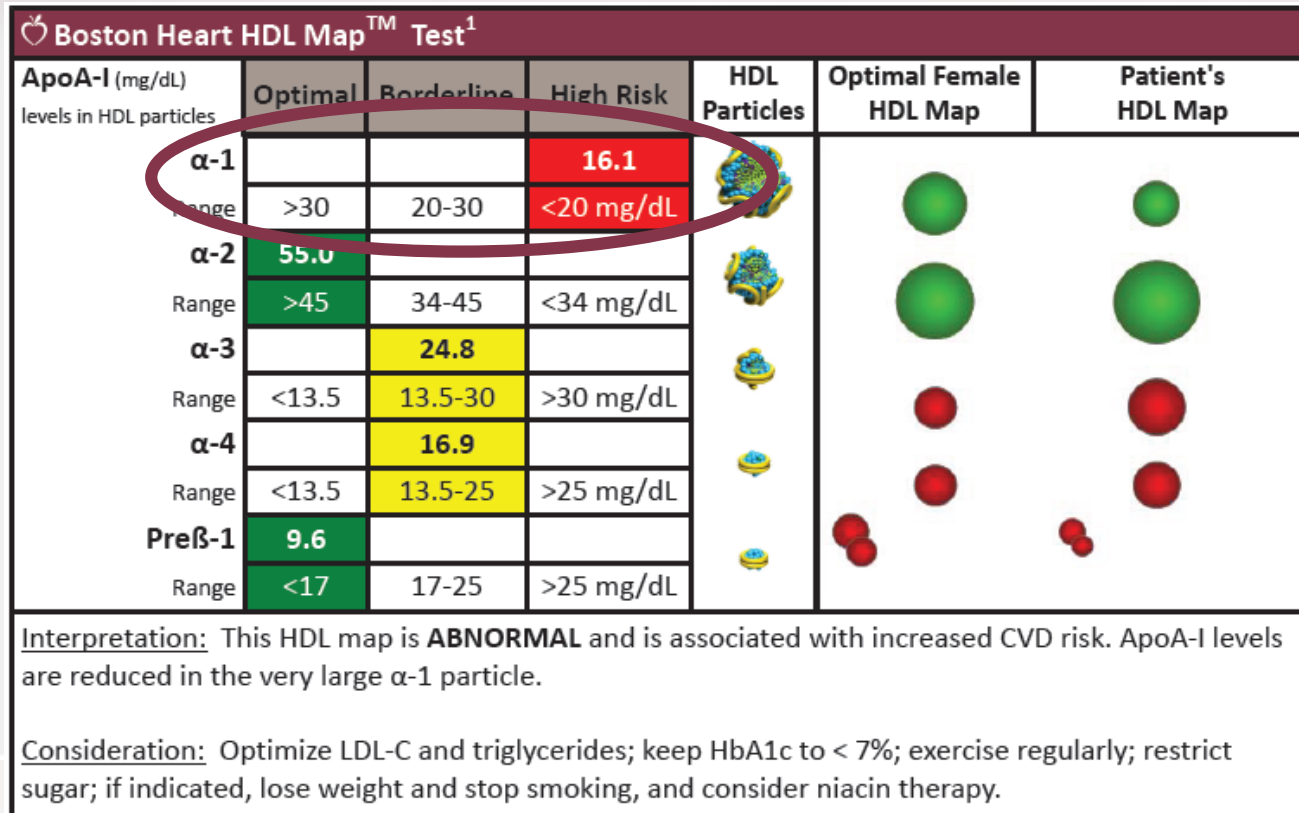 Boston Heart HDL Map™ Test¹
ApoA-I (mg/dL) levels in HDL particles Optimal Borderline High Risk HDL Particles Optimal Female HDL Map Patient's HDL Map
α-1 16.1
Range >30 20-30 <20 mg/dL
α-2 55.0
Range >45 34-45 <34 mg/dL
α-3 24.8
Range <13.5 13.5-30 >30 mg/dL
α-4 16.9
Range <13.5 13.5-25 >25 mg/dL
Preß-1 9.6
Range <17 17-25 >25 mg/dL
Interpretation: This HDL map is ABNORMAL and is associated with increased CVD risk. ApoA-I levels
are reduced in the very large α-1 particle.
Consideration: Optimize LDL-C and triglycerides; keep HbA1c to < 7%; exercise regularly; restrict
sugar; if indicated, lose weight and stop smoking, and consider niacin therapy.